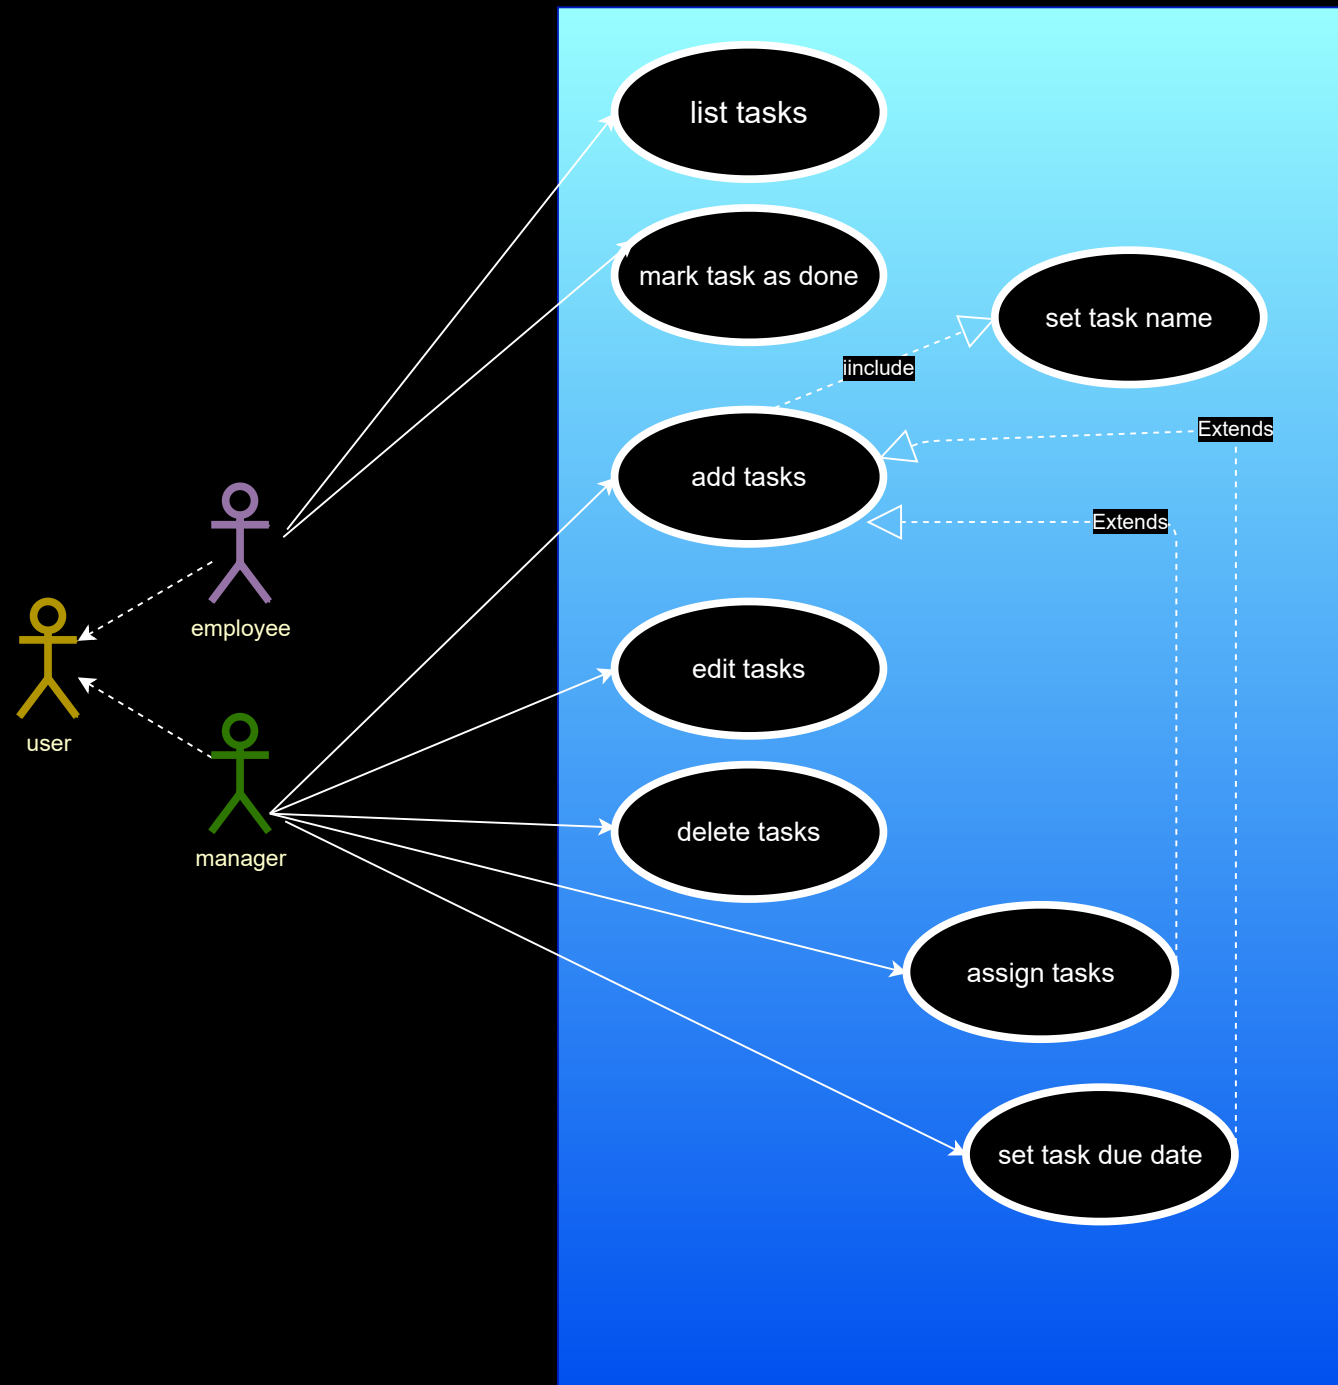 list tasks
mark task as done
set task name
iinclude
Extends
add tasks
Extends
employee
edit tasks
user
delete tasks
manager
assign tasks
set task due date